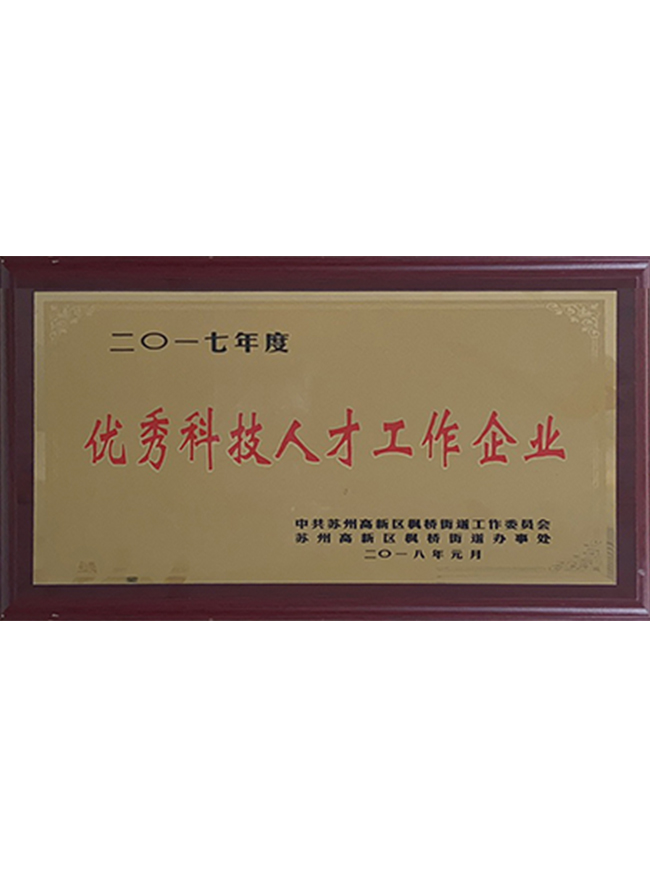 二〇一七年度
优秀科技人才工作企业
中共苏州高新区枫桥街道工作委员会
苏州高新区枫桥街道办事处
二〇一八年元月